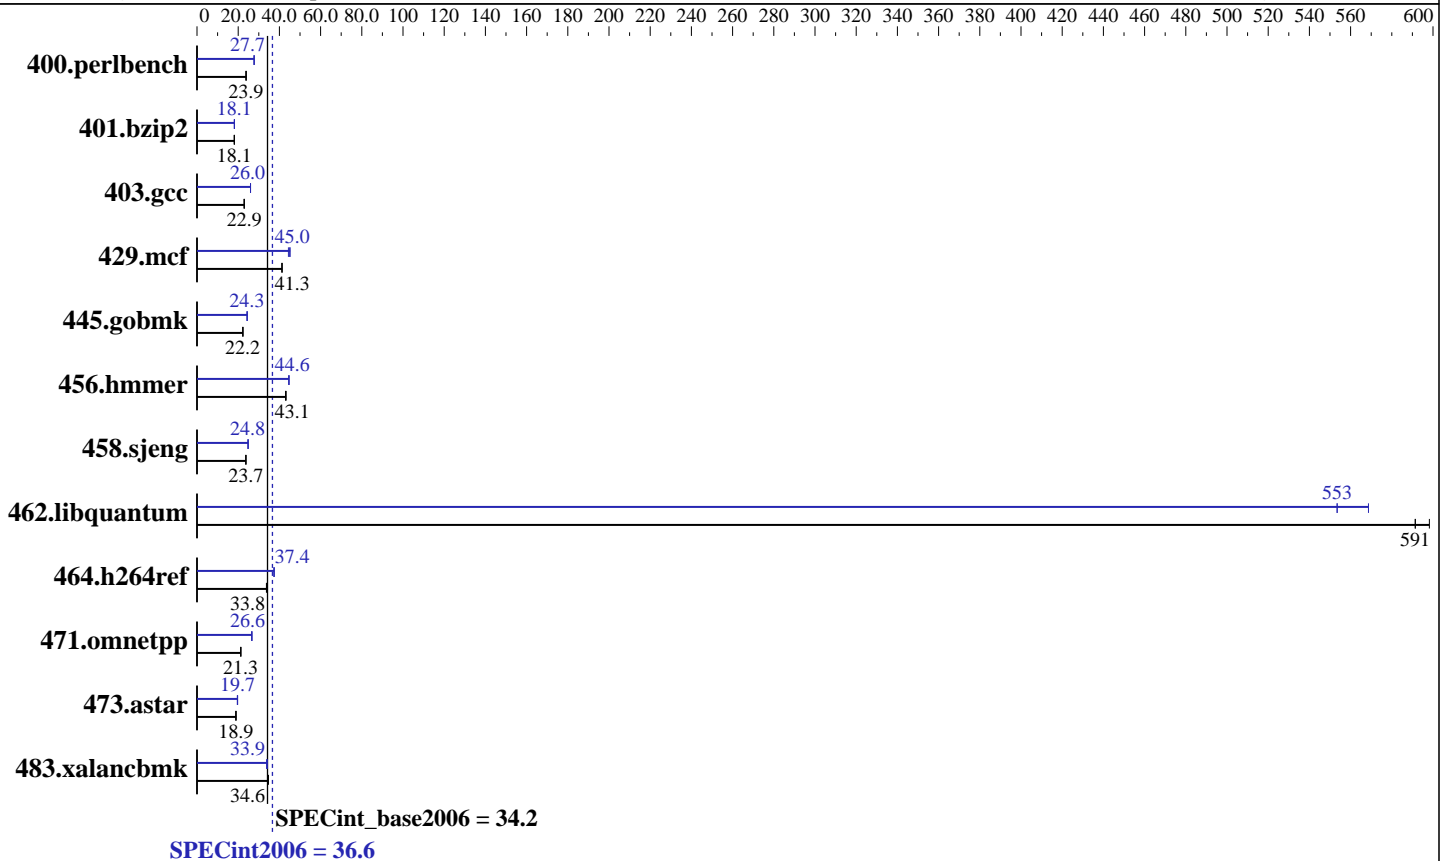 0 20.0 40.0 60.0 80.0 100 120 140 160 180 200 220 240 260 280 300 320 340 360 380 400 420 440 460 480 500 520 540 560 600
27.7
400.perlbench
23.9
18.1
401.bzip2
18.1
26.0
403.gcc
22.9
45.0
429.mcf
41.3
24.3
445.gobmk
22.2
44.6
456.hmmer
43.1
24.8
458.sjeng
23.7
553
462.libquantum
591
37.4
464.h264ref
33.8
26.6
471.omnetpp
21.3
19.7
473.astar
18.9
33.9
483.xalancbmk
34.6
SPECint_base2006 = 34.2
SPECint2006 = 36.6